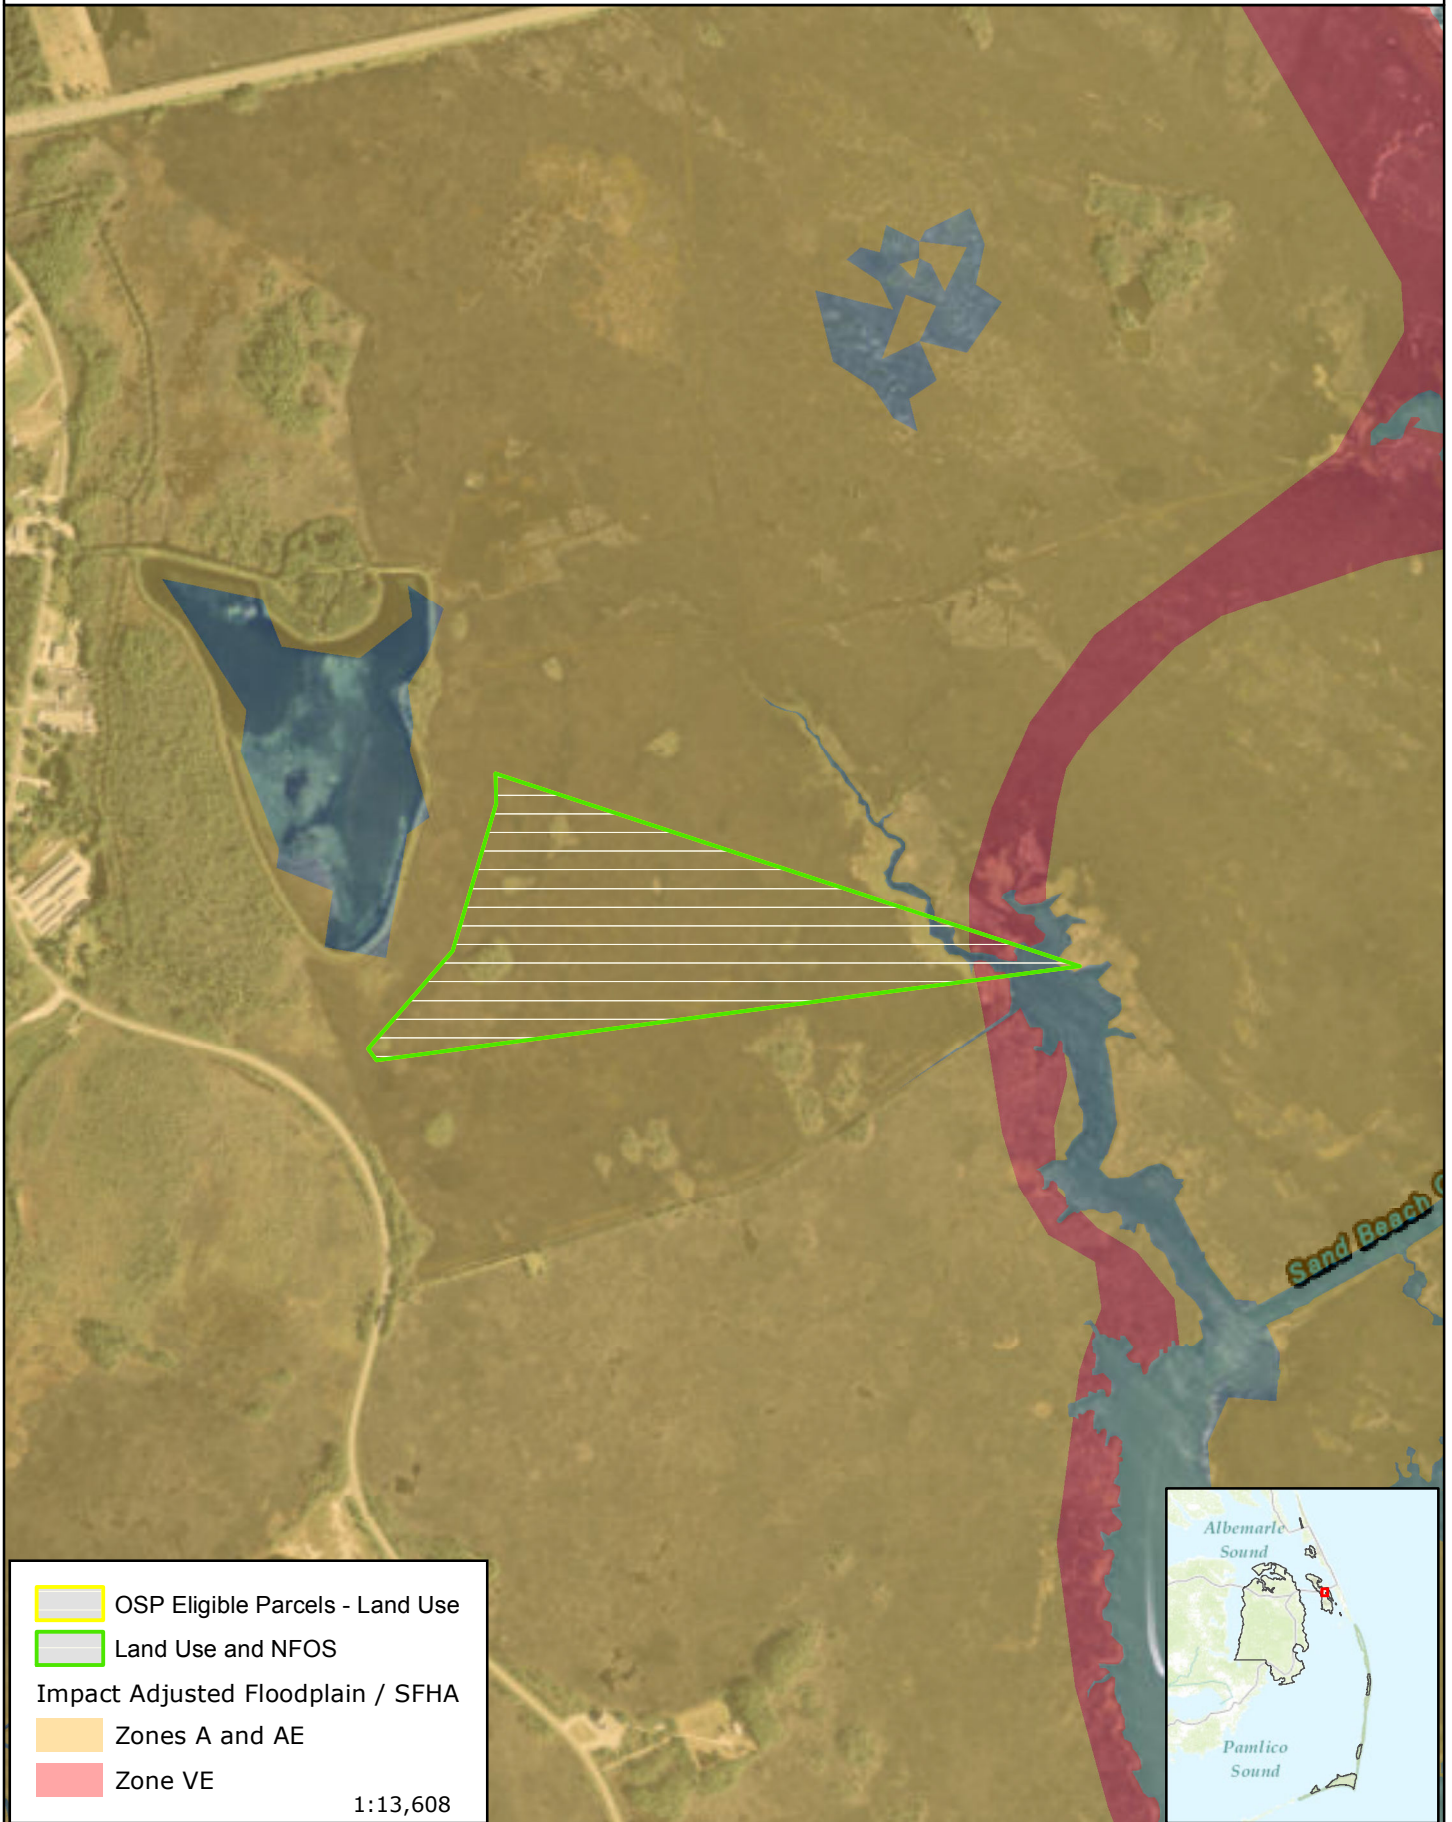 Sand Beach
OSP Eligible Parcels - Land Use
Land Use and NFOS
Impact Adjusted Floodplain / SFHA
Zones A and AE
Zone VE
1:13,608
Albemarle
Sound
Pamlico
Sound